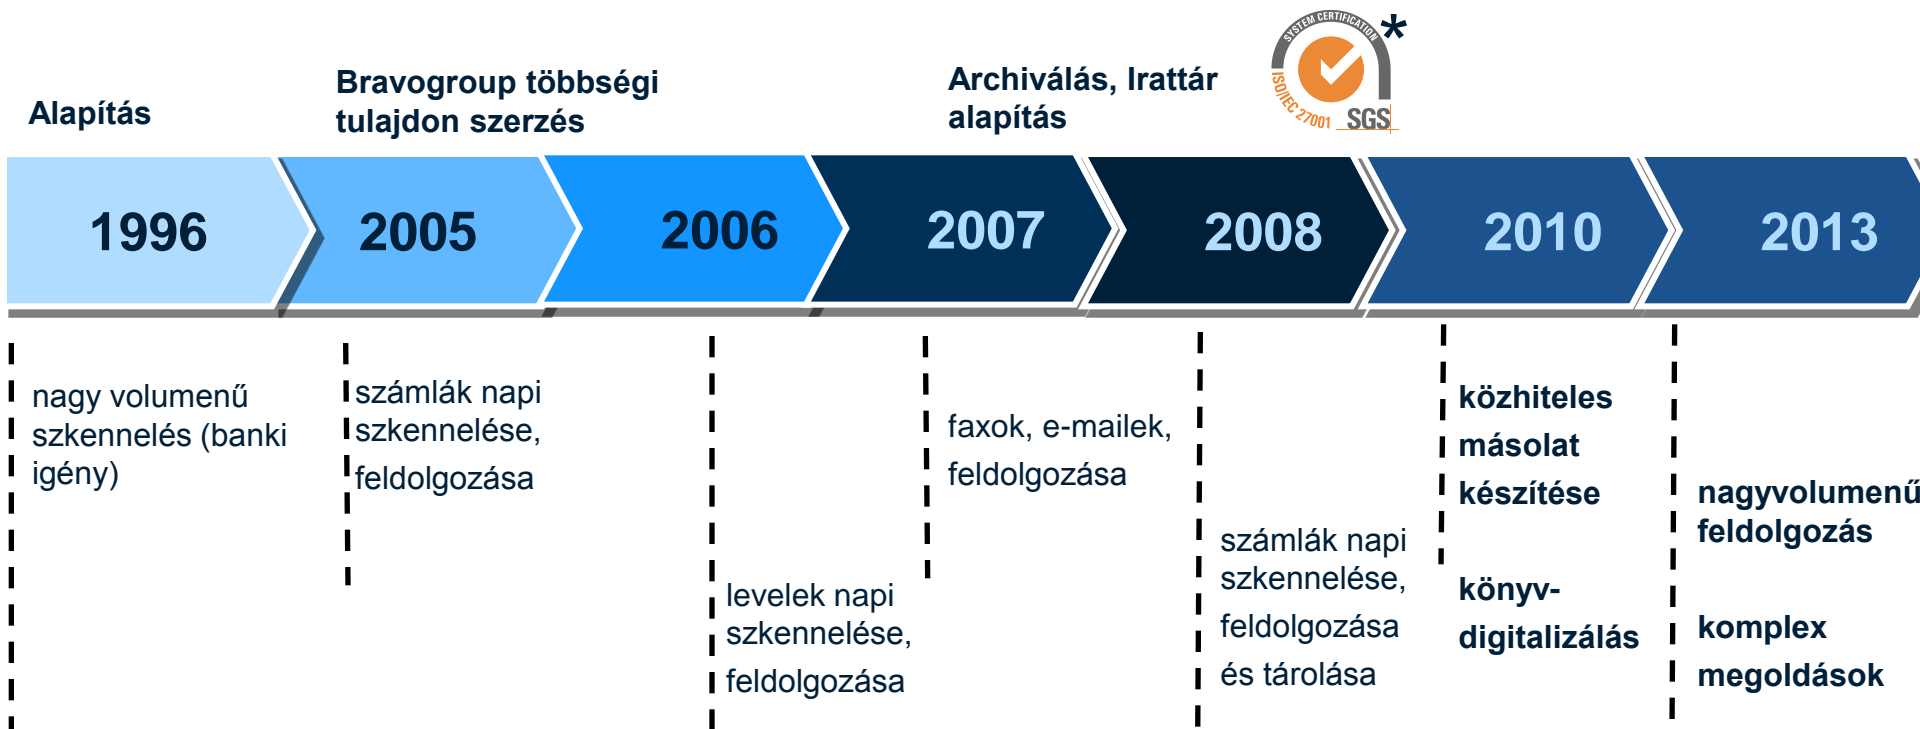 Alapítás
Bravogroup többségi
tulajdon szerzés
Archiválás, Irattár
alapítás
SYSTEM CERTIFICATION
ISO/IEC 27001
SGS
*
1996
2005
2006
2007
2008
2010
2013
nagy volumenű
szkennelés (banki
igény)
számlák napi
szkennelése,
feldolgozása
levelek napi
szkennelése,
feldolgozása
faxok, e-mailek,
feldolgozása
számlák napi
szkennelése,
feldolgozása
és tárolása
közhiteles
másolat
készítése
könyv-
digitalizálás
nagyvolumenű
feldolgozás
komplex
megoldások